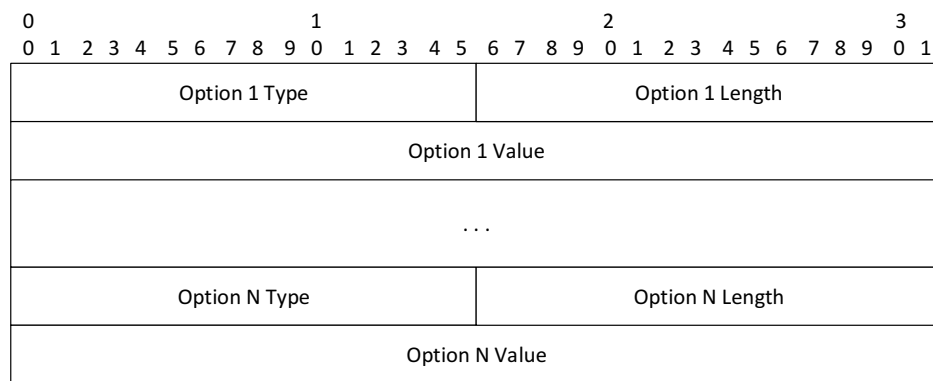 0 1 2 3
0 1 2 3 4 5 6 7 8 9 0 1 2 3 4 5 6 7 8 9 0 1 2 3 4 5 6 7 8 9 0 1
Option 1 Type Option 1 Length
Option 1 Value
...
Option N Type Option N Length
Option N Value